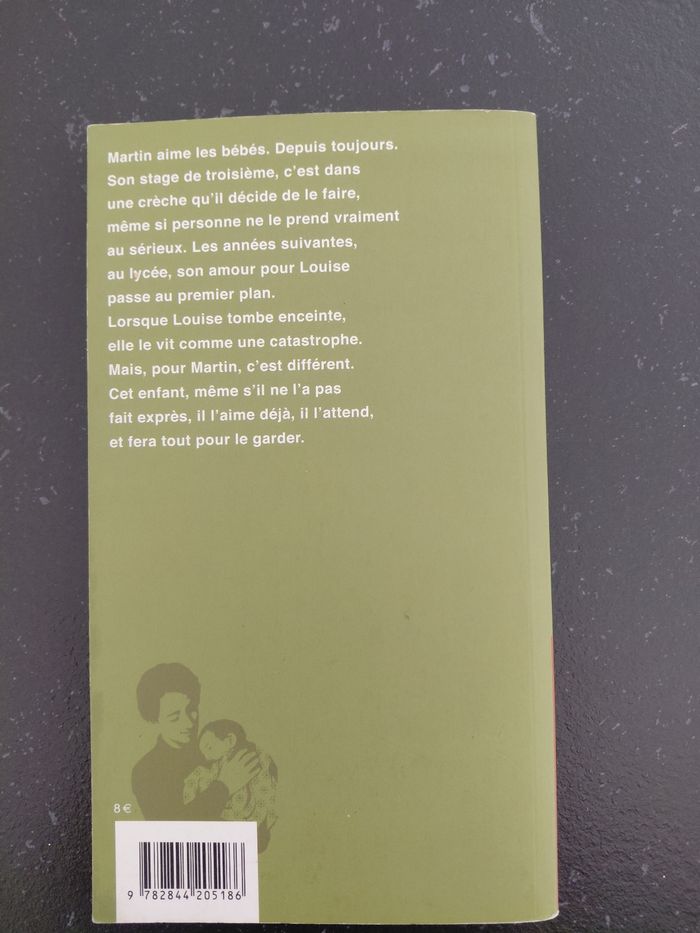 Martin aime les bébés. Depuis toujours.
Son stage de troisième, c'est dans
une crèche qu'il décide de le faire,
même si personne ne le prend vraiment
au sérieux. Les années suivantes,
au lycée, son amour pour Louise
passe au premier plan.
Lorsque Louise tombe enceinte,
elle le vit comme une catastrophe.
Mais, pour Martin, c'est différent.
Cet enfant, même s'il ne l'a pas
fait exprès, il l'aime déjà, il l'attend,
et fera tout pour le garder.
8 €
9 782844 205186